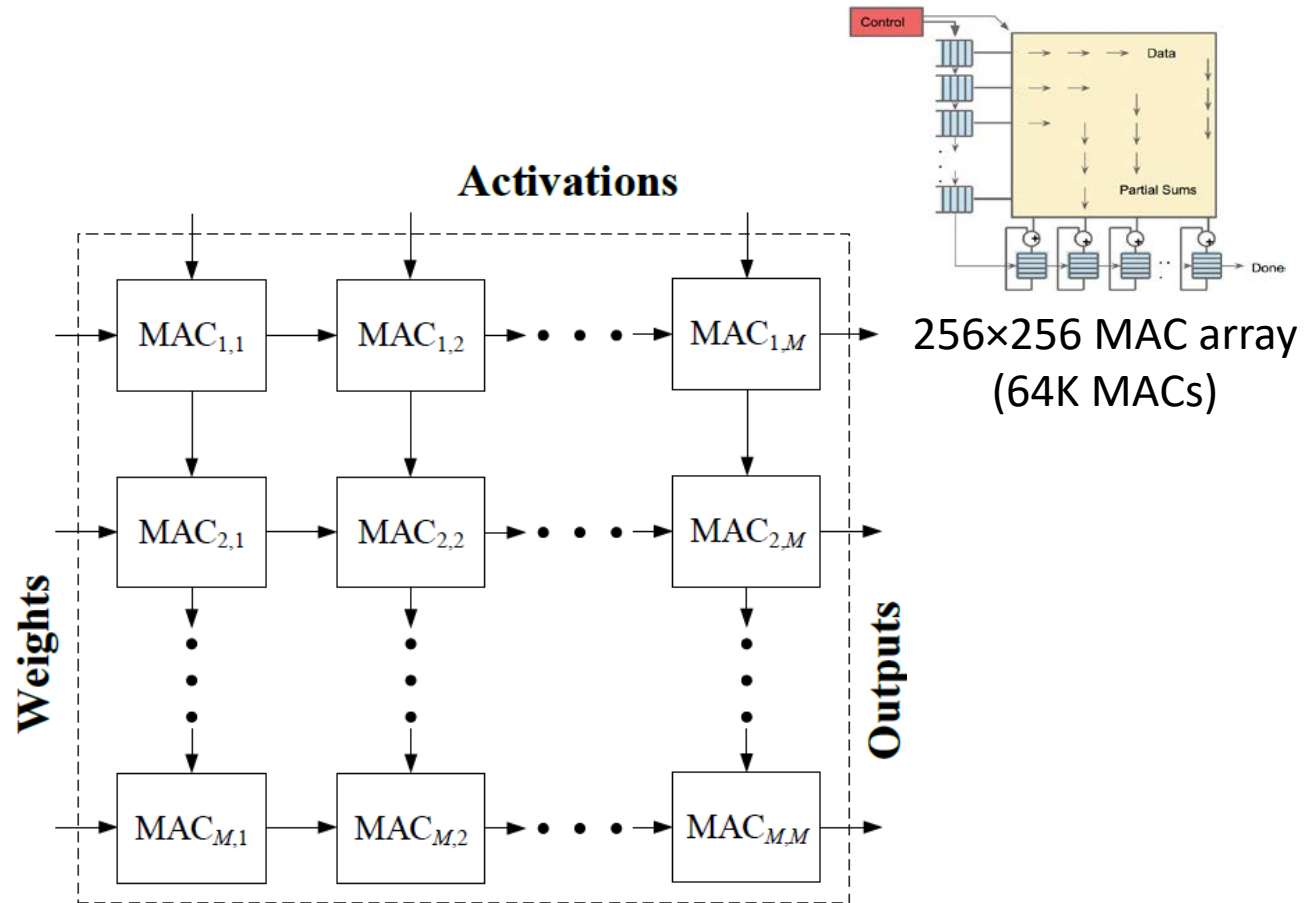 Control
Data
Partial Sums
Done
256×256 MAC array
(64K MACs)
Activations
MAC1,1 MAC1,2 • • • MAC1,M
MAC2,1 MAC2,2 • • • MAC2,M
Weights
Outputs
MACM,1 MACM,2 • • • MACM,M